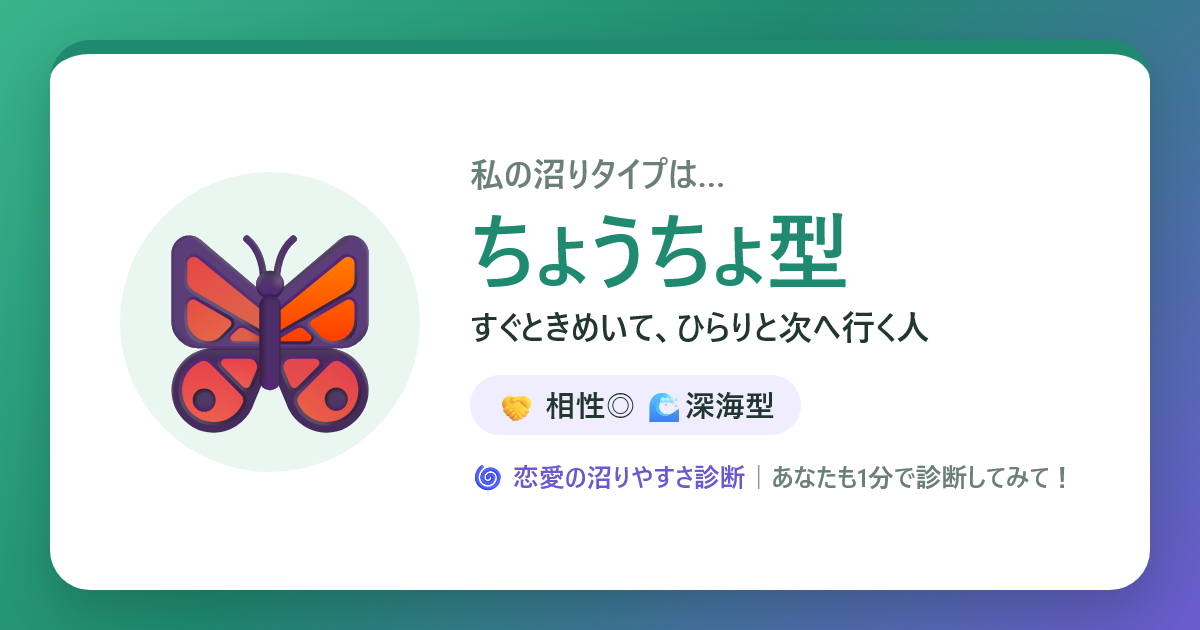 私の沼りタイプは...
ちょうちょ型
すぐときめいて、ひらりと次へ行く人
🤝 相性◎ 🌊深海型
🌀 恋愛の沼りやすさ診断｜あなたも1分で診断してみて！